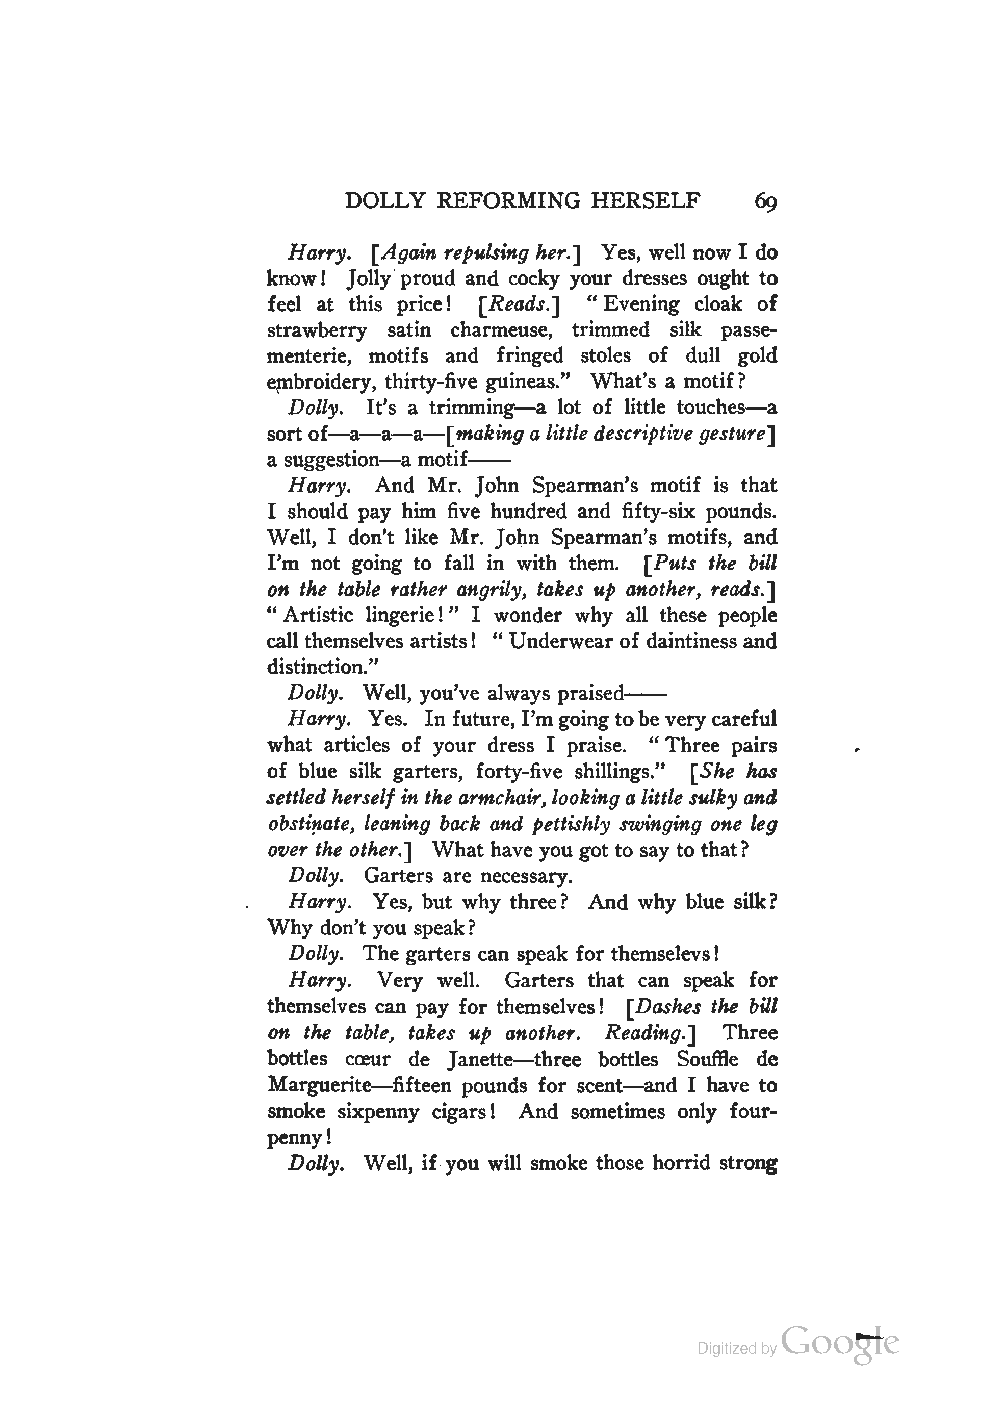 DOLLY REFORMING HERSELF 69
Harry. [Again repulsing her.] Yes, well now I do
know! Jolly proud and cocky your dresses ought to
feel at this price! [Reads.] “Evening cloak of
strawberry satin charmeuse, trimmed silk passe-
menterie, motifs and fringed stoles of dull gold
embroidery, thirty-five guineas.” What's a motif?
Dolly. It's a trimming—a lot of little touches—a
sort of—a—a—a—[making a little descriptive gesture]
a suggestion—a motif——
Harry. And Mr. John Spearman's motif is that
I should pay him five hundred and fifty-six pounds.
Well, I don't like Mr. John Spearman's motifs, and
I'm not going to fall in with them. [Puts the bill
on the table rather angrily, takes up another, reads.]
“Artistic lingerie!” I wonder why all these people
call themselves artists! “Underwear of daintiness and
distinction.”
Dolly. Well, you've always praised——
Harry. Yes. In future, I'm going to be very careful
what articles of your dress I praise. “Three pairs
of blue silk garters, forty-five shillings.” [She has
settled herself in the armchair, looking a little sulky and
obstinate, leaning back and pettishly swinging one leg
over the other.] What have you got to say to that?
Dolly. Garters are necessary.
Harry. Yes, but why three? And why blue silk?
Why don't you speak?
Dolly. The garters can speak for themselevs!
Harry. Very well. Garters that can speak for
themselves can pay for themselves! [Dashes the bill
on the table, takes up another. Reading.] Three
bottles cœur de Janette—three bottles Souffle de
Marguerite—fifteen pounds for scent—and I have to
smoke sixpenny cigars! And sometimes only four-
penny!
Dolly. Well, if you will smoke those horrid strong
Digitized by Google